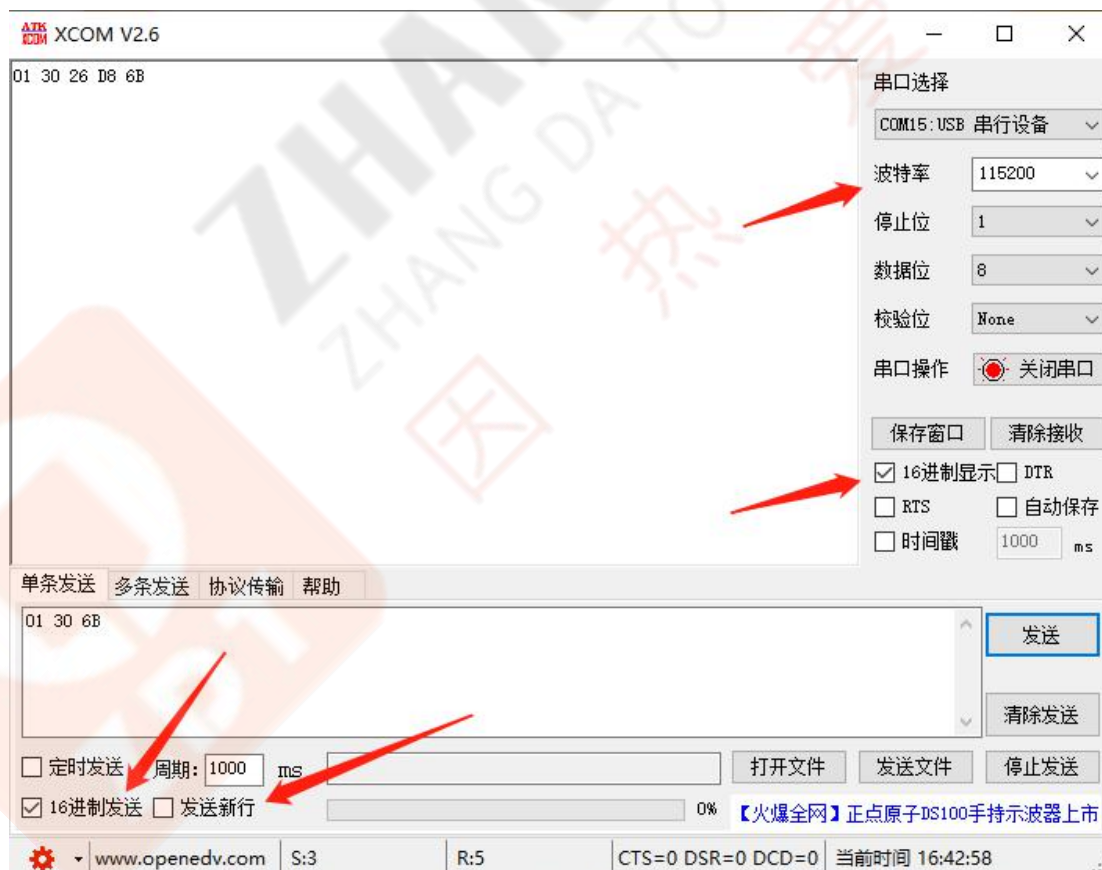 ATK
XCOM XCOM V2.6
01 30 26 D8 6B
串口选择
COM15:USB 串行设备
波特率 115200
停止位 1
数据位 8
校验位 None
串口操作 关闭串口
保存窗口 清除接收
16进制显示 DTR
RTS 自动保存
时间戳 1000 ms
单条发送 多条发送 协议传输 帮助
01 30 6B
发送
清除发送
定时发送 周期: 1000 ms 打开文件 发送文件 停止发送
16进制发送 发送新行 0% 【火爆全网】正点原子DS100手持示波器上市
www.openedv.com S:3 R:5 CTS=0 DSR=0 DCD=0 当前时间 16:42:58
ZHANG DA TO
因
热
爱